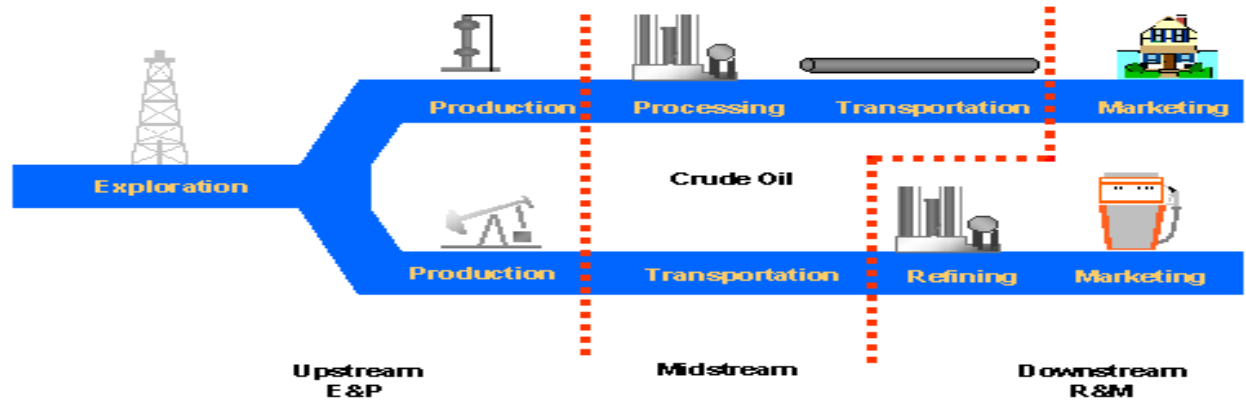 Production
Processing
Transportation
Marketing
Exploration
Crude Oil
Production
Transportation
Refining
Marketing
Upstream
E&P
Midstream
Downstream
R&M